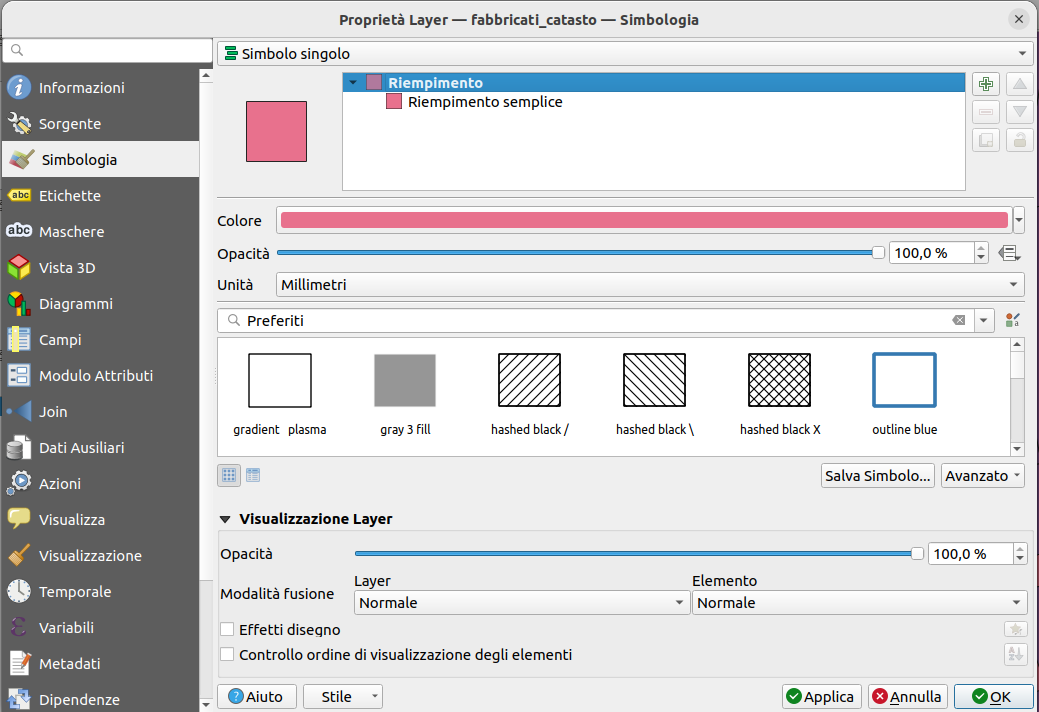 Proprietà Layer — fabbricati_catasto — Simbologia
Informazioni
Sorgente
Simbologia
abc Etichette
abc Maschere
Vista 3D
Diagrammi
Campi
Modulo Attributi
Join
Dati Ausiliari
Azioni
Visualizza
Visualizzazione
Temporale
Variabili
Metadati
Dipendenze
Simbolo singolo
Riempimento
Riempimento semplice
Colore
Opacità 100,0 %
Unità Millimetri
Preferiti
gradient plasma
gray 3 fill
hashed black /
hashed black \
hashed black X
outline blue
Salva Simbolo... Avanzato
Visualizzazione Layer
Opacità 100,0 %
Layer Elemento
Modalità fusione
Normale Normale
Effetti disegno
Controllo ordine di visualizzazione degli elementi
Aiuto Stile Applica Annulla OK